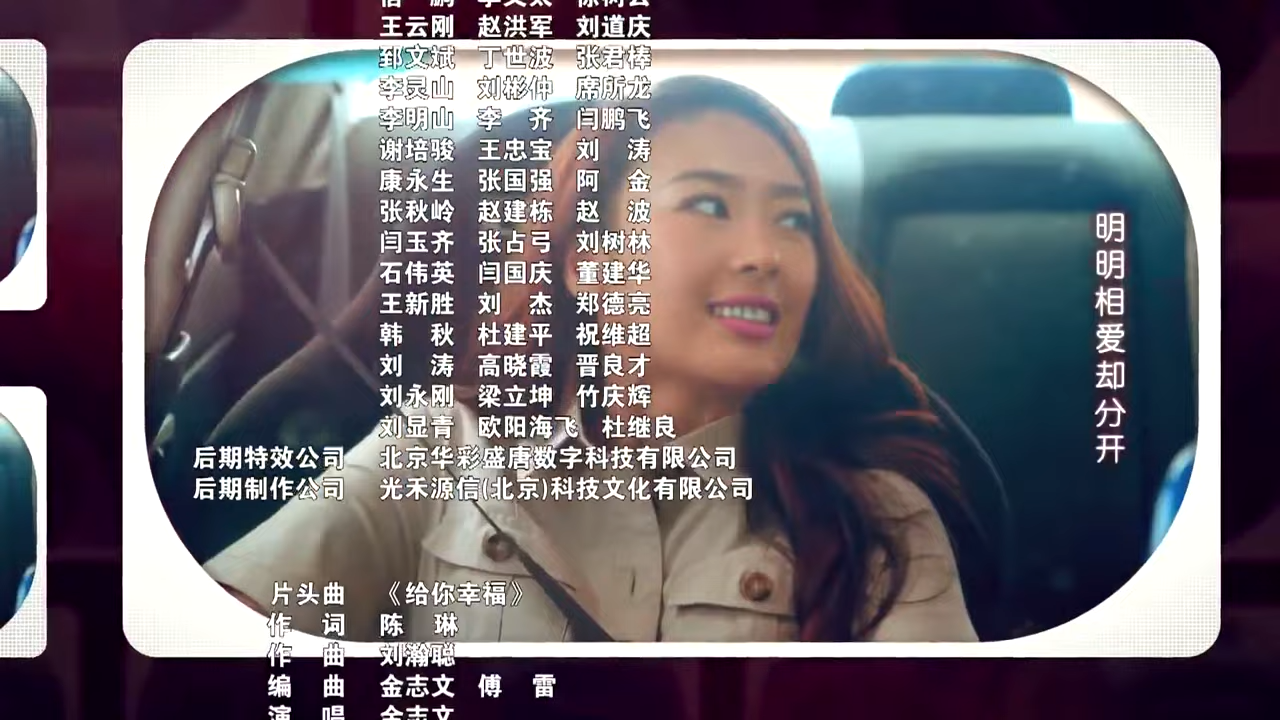 王云刚 赵洪军 刘道庆
郅文斌 丁世波 张君棒
李灵山 刘彬仲 席所龙
李明山 李 齐 闫鹏飞
谢培骏 王忠宝 刘 涛
康永生 张国强 阿 金
张秋岭 赵建栋 赵 波
闫玉齐 张占弓 刘树林
石伟英 闫国庆 董建华
王新胜 刘 杰 郑德亮
韩 秋 杜建平 祝维超
刘 涛 高晓霞 晋良才
刘永刚 梁立坤 竹庆辉
刘显青 欧阳海飞 杜继良
后期特效公司 北京华彩盛唐数字科技有限公司
后期制作公司 光禾源信(北京)科技文化有限公司
片头曲 《给你幸福》
作 词 陈 琳
作 曲 刘瀚聪
编 曲 金志文 傅 雷
演 唱 金志文
明明相爱却分开